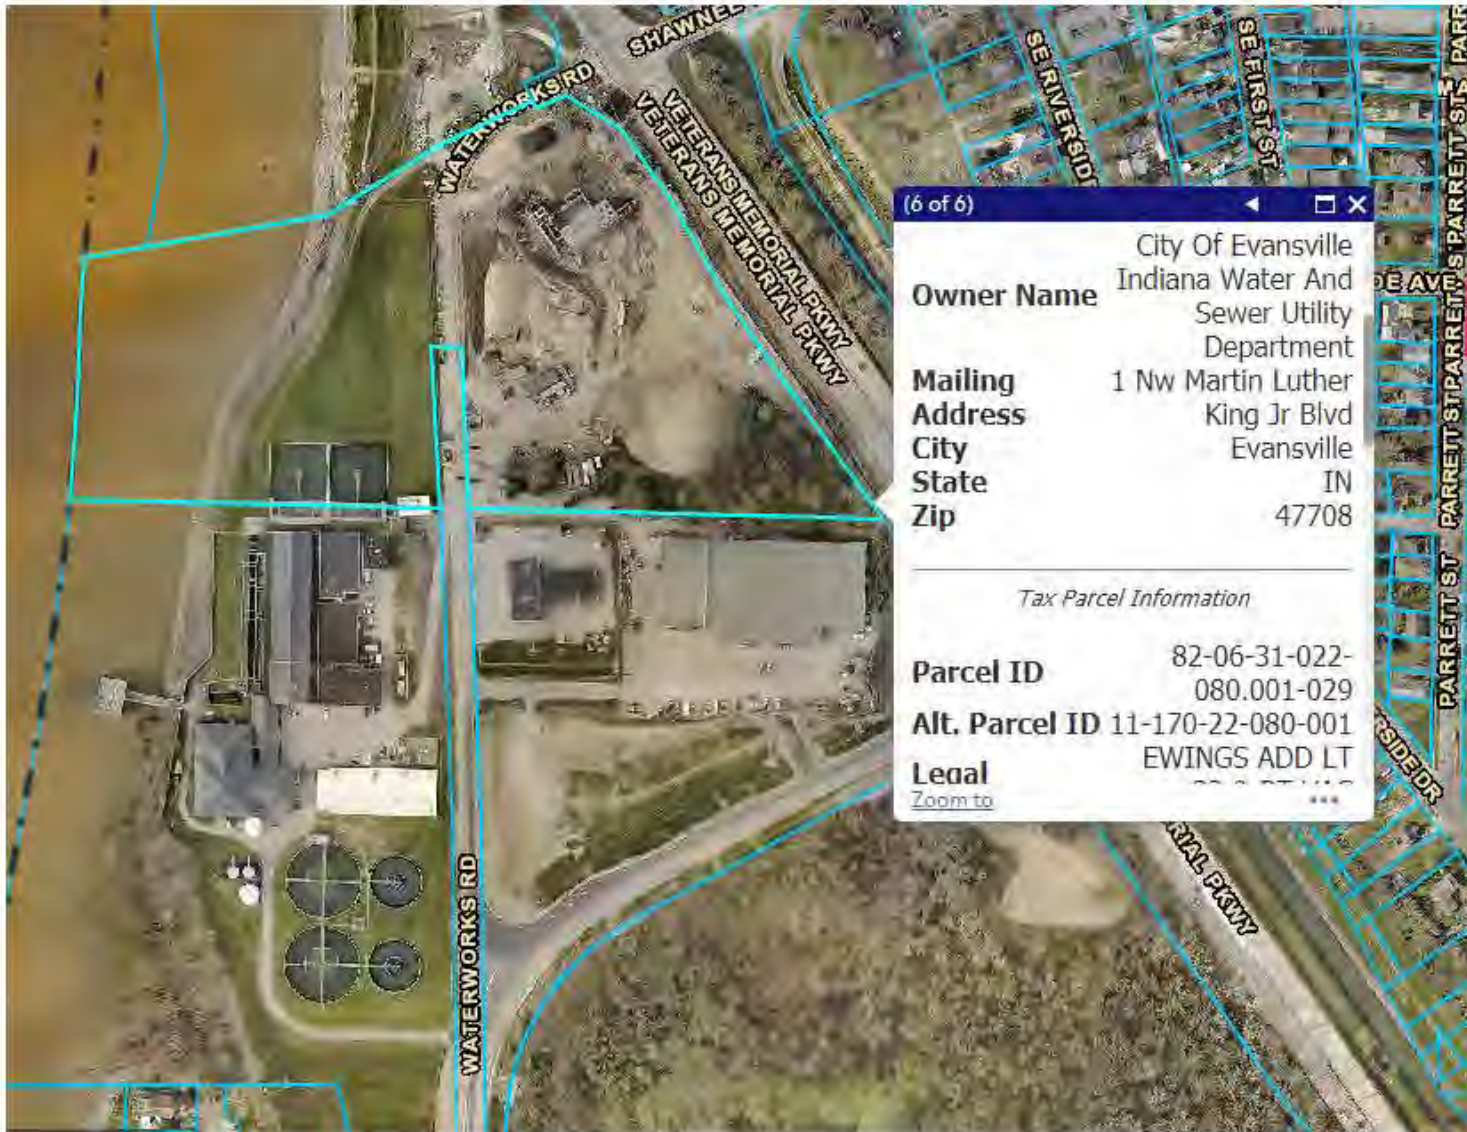 SHAWNEE
WATERWORKS RD
VETERANS MEMORIAL PKWY
VETERANS MEMORIAL PKWY
SE RIVERSIDE
SE FIRST ST
PARRETT ST
PARRETT ST
PARRETT ST
PARRETT ST
DE AVE
(6 of 6)
Owner Name City Of Evansville
Indiana Water And
Sewer Utility
Department
Mailing Address 1 Nw Martin Luther
King Jr Blvd
City Evansville
State IN
Zip 47708
Tax Parcel Information
Parcel ID 82-06-31-022-
080.001-029
Alt. Parcel ID 11-170-22-080-001
Legal EWINGS ADD LT
Zoom to
•••
PARRETT ST
RSIDE DR
RIAL PKWY
WATERWORKS RD